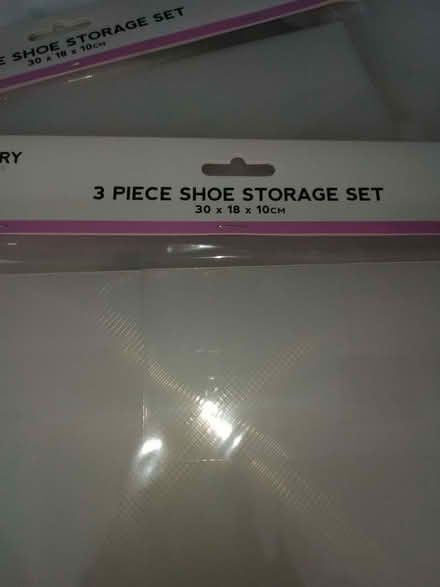 E SHOE STORAGE SET
30 x 18 x 10CM
RY
3 PIECE SHOE STORAGE SET
30 x 18 x 10CM